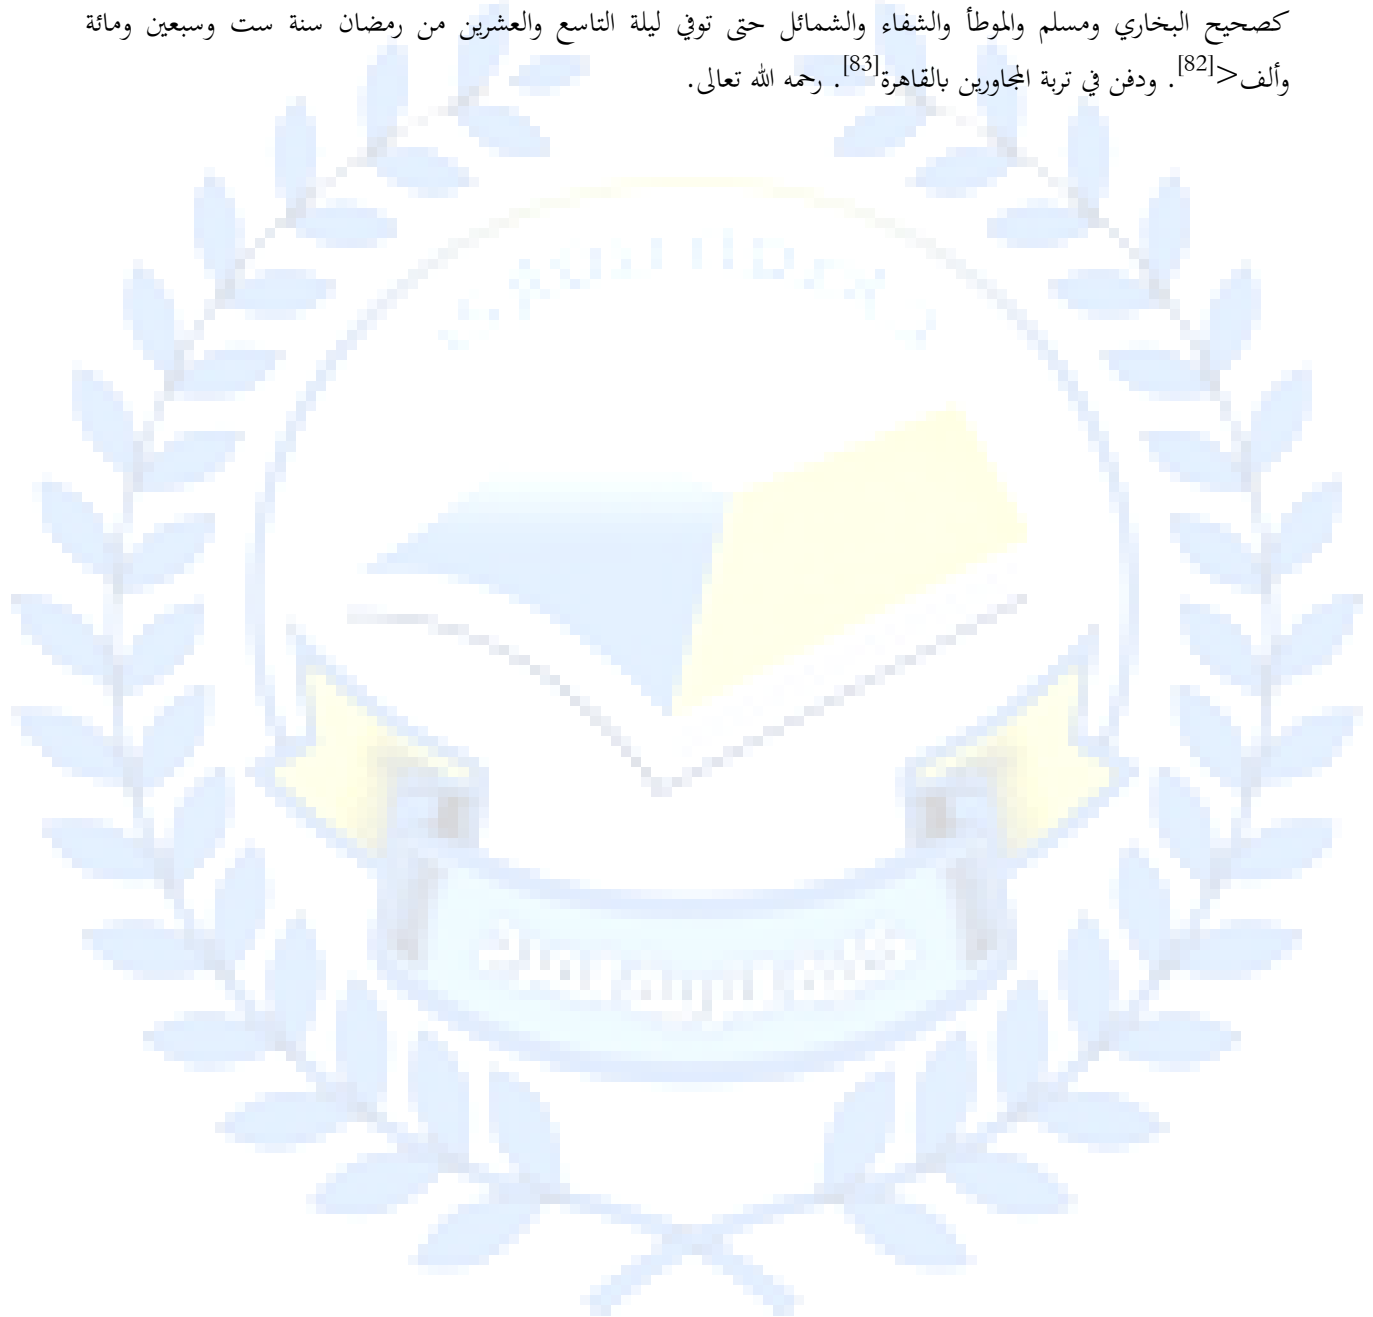 كصحيح البخاري ومسلم والموطأ والشفاء والشمائل حتى توفي ليلة التاسع والعشرين من رمضان سنة ست وسبعين ومائة
وألف<[82]. ودفن في تربة المجاورين بالقاهرة[83]. رحمه الله تعالى.